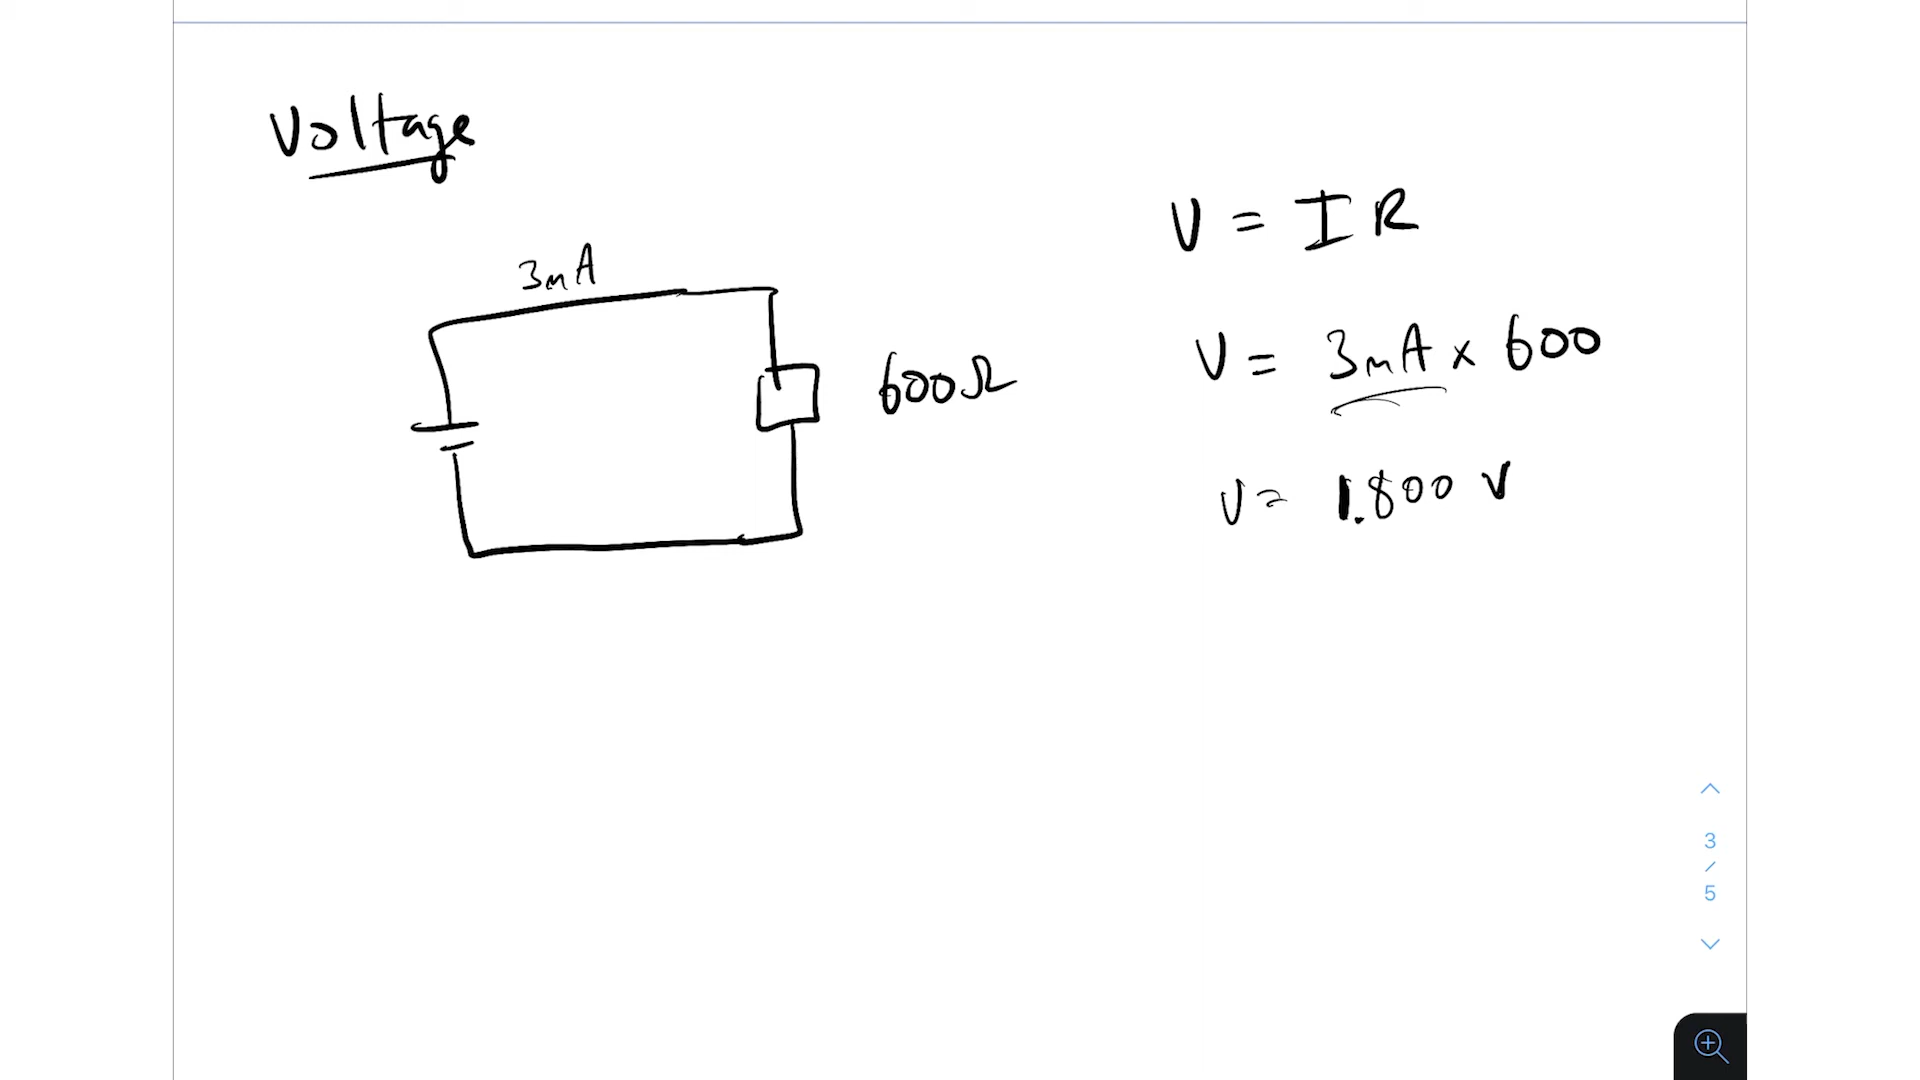 Voltage
3mA
600Ω
V = IR
V = 3mA x 600
V = 1.800 V
3
/
5